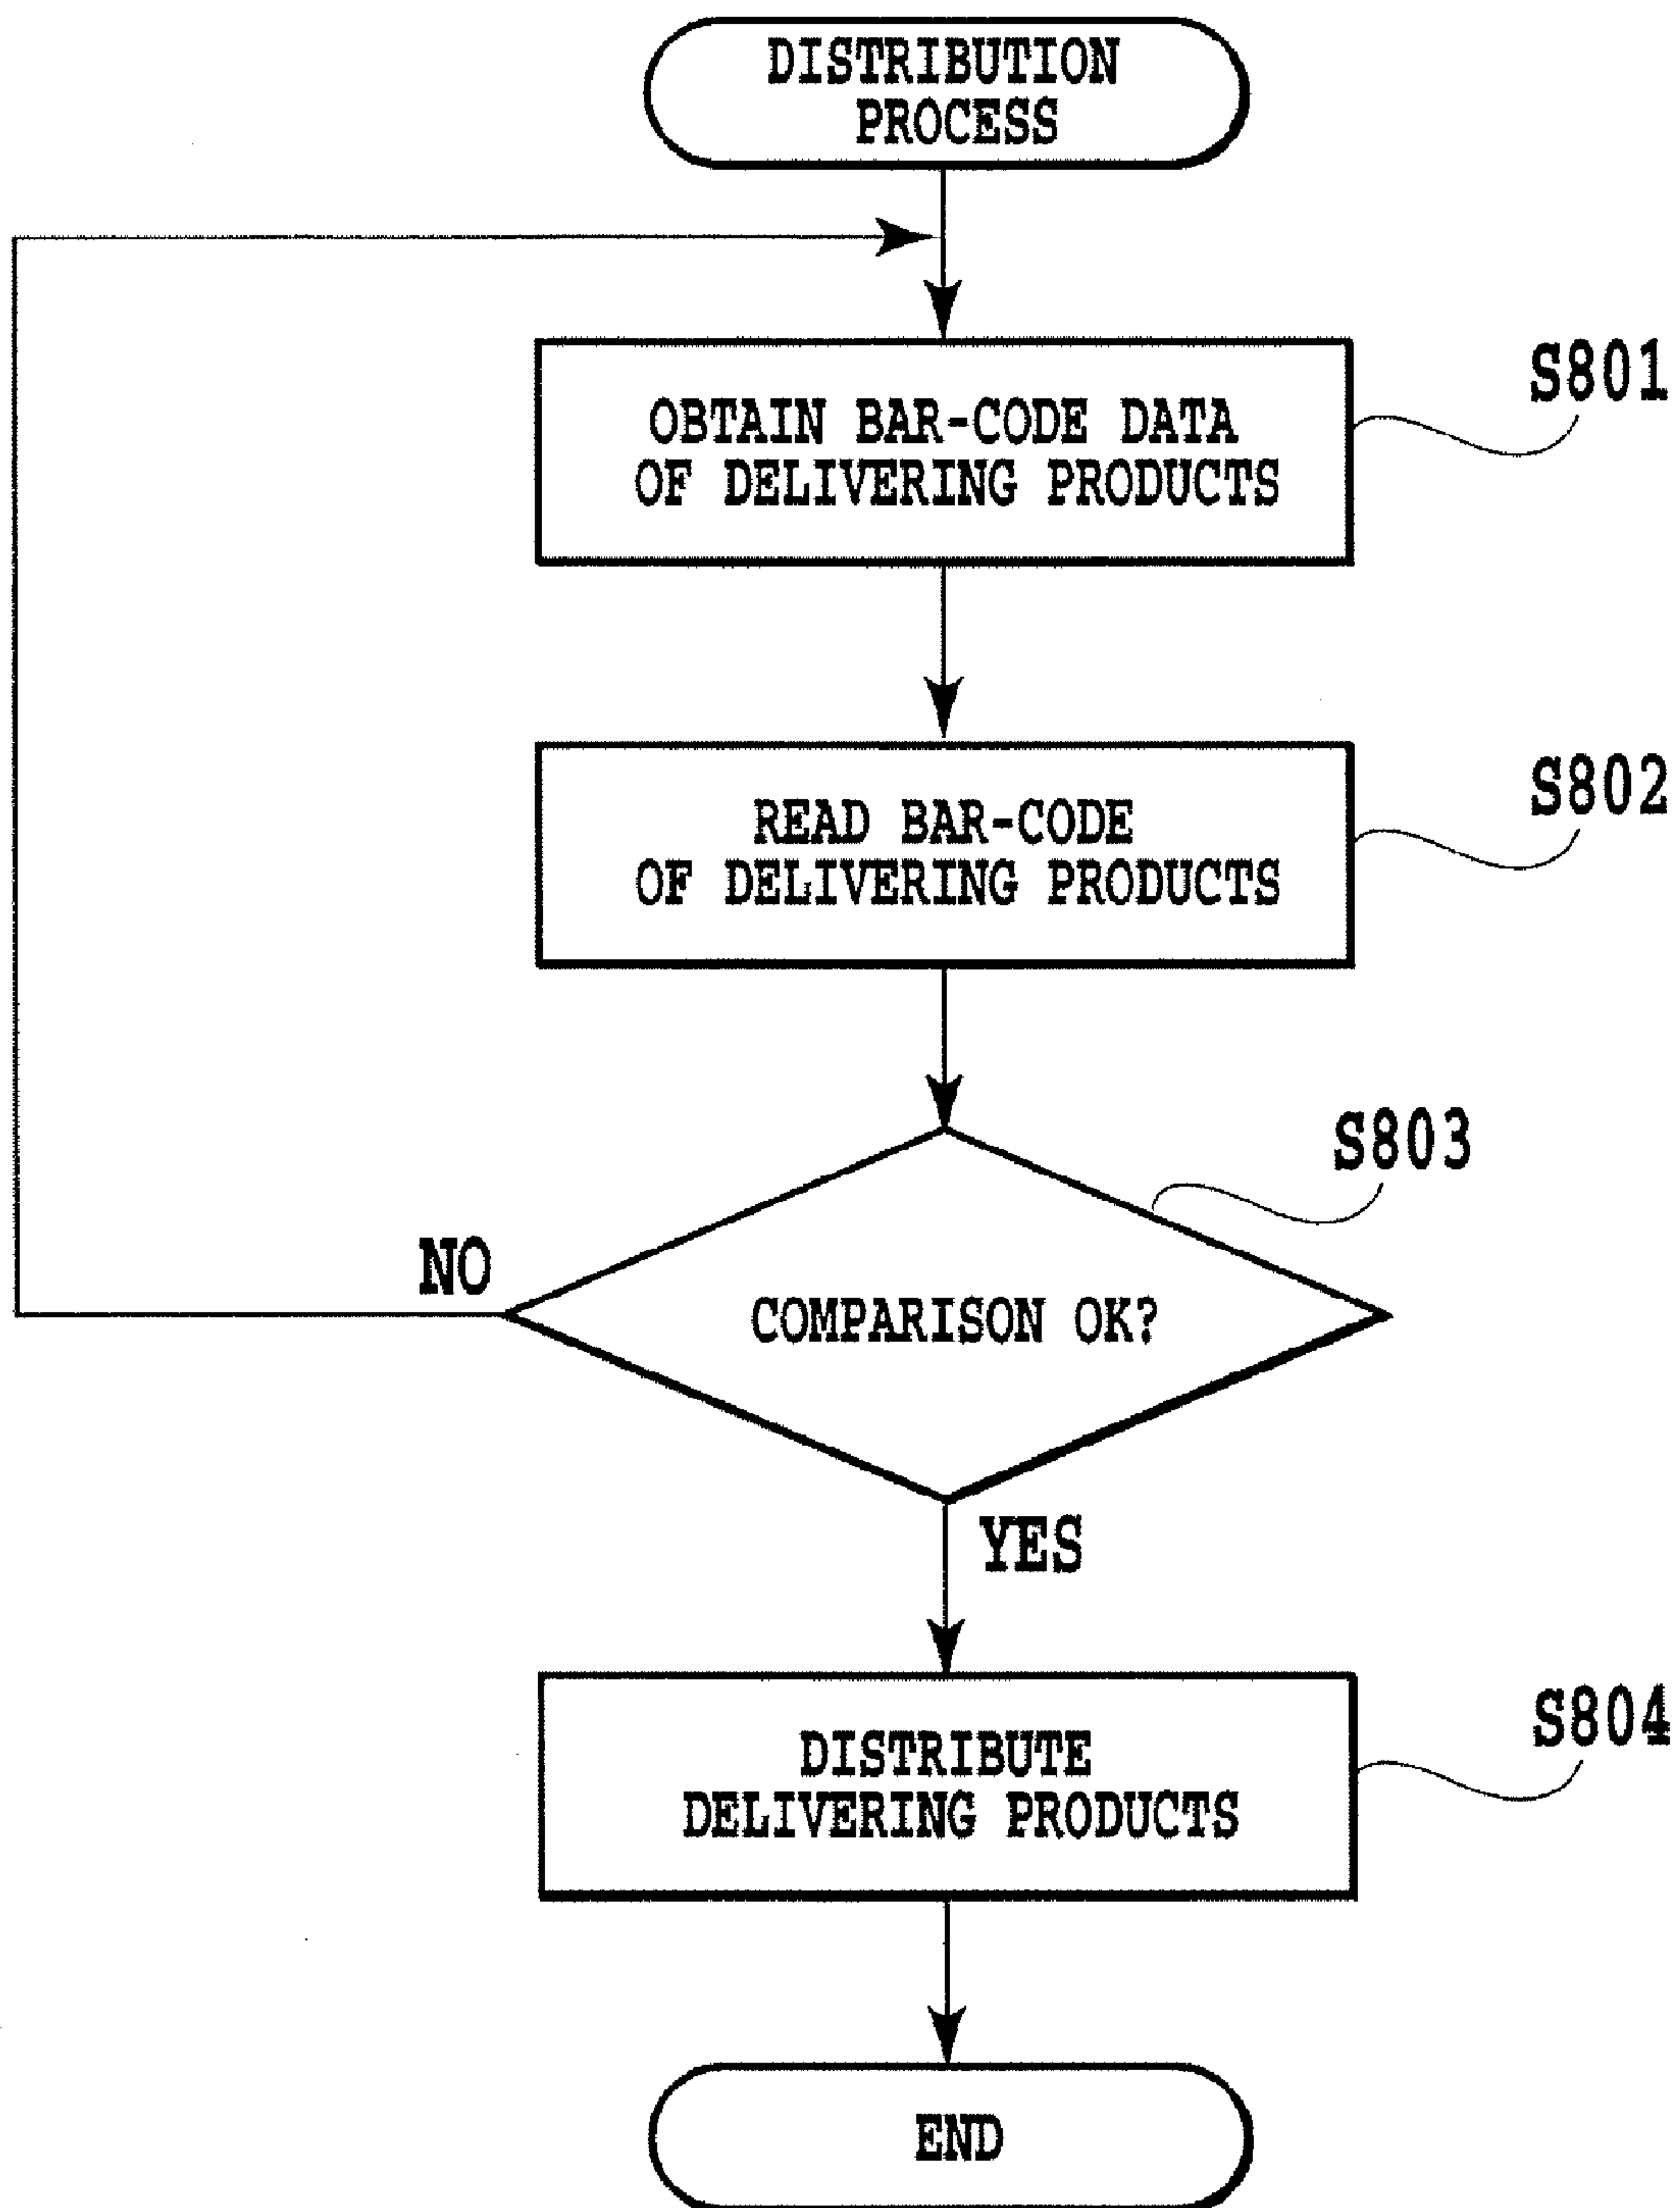 DISTRIBUTION
PROCESS
S801
OBTAIN BAR-CODE DATA
OF DELIVERING PRODUCTS
S802
READ BAR-CODE
OF DELIVERING PRODUCTS
S803
NO
COMPARISON OK?
YES
S804
DISTRIBUTE
DELIVERING PRODUCTS
END